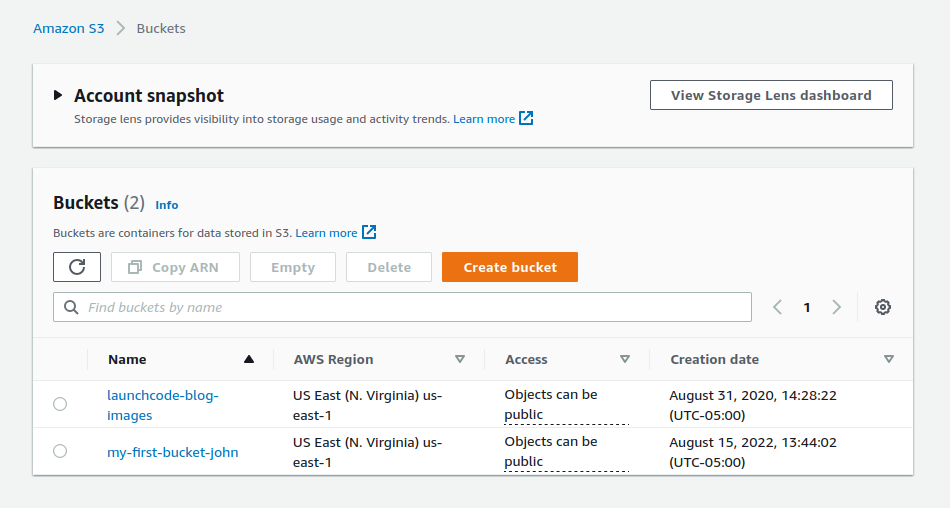 Amazon S3 > Buckets
Account snapshot
View Storage Lens dashboard
Storage lens provides visibility into storage usage and activity trends. Learn more
Buckets (2) Info
Buckets are containers for data stored in S3. Learn more
Copy ARN Empty Delete Create bucket
Find buckets by name 1
Name AWS Region Access Creation date
launchcode-blog- US East (N. Virginia) us- Objects can be August 31, 2020, 14:28:22
images east-1 public (UTC-05:00)
my-first-bucket-john US East (N. Virginia) us- Objects can be August 15, 2022, 13:44:02
east-1 public (UTC-05:00)